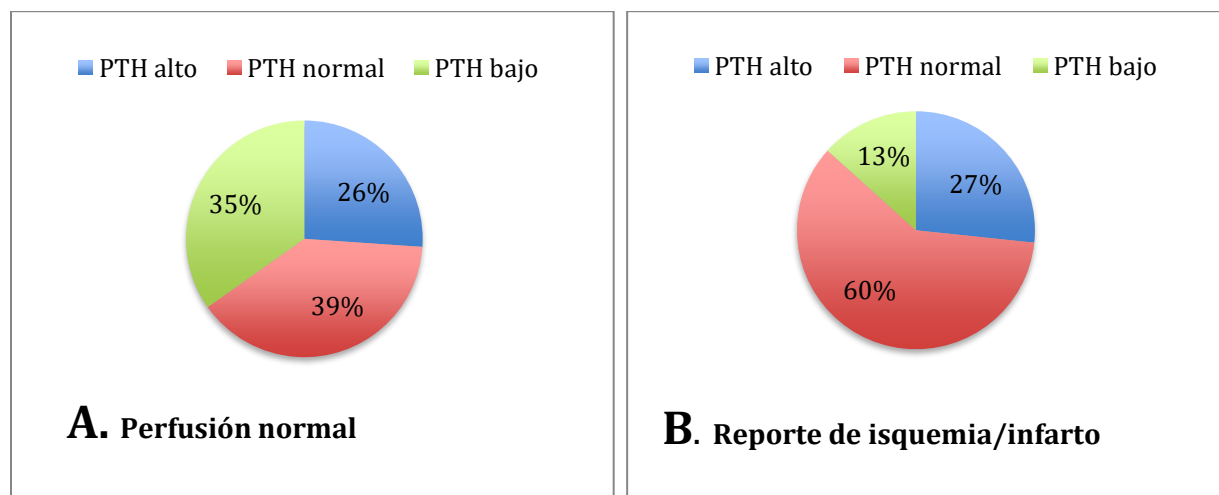 PTH alto PTH normal PTH bajo
26%
35%
39%
A. Perfusión normal
PTH alto PTH normal PTH bajo
13%
27%
60%
B. Reporte de isquemia/infarto